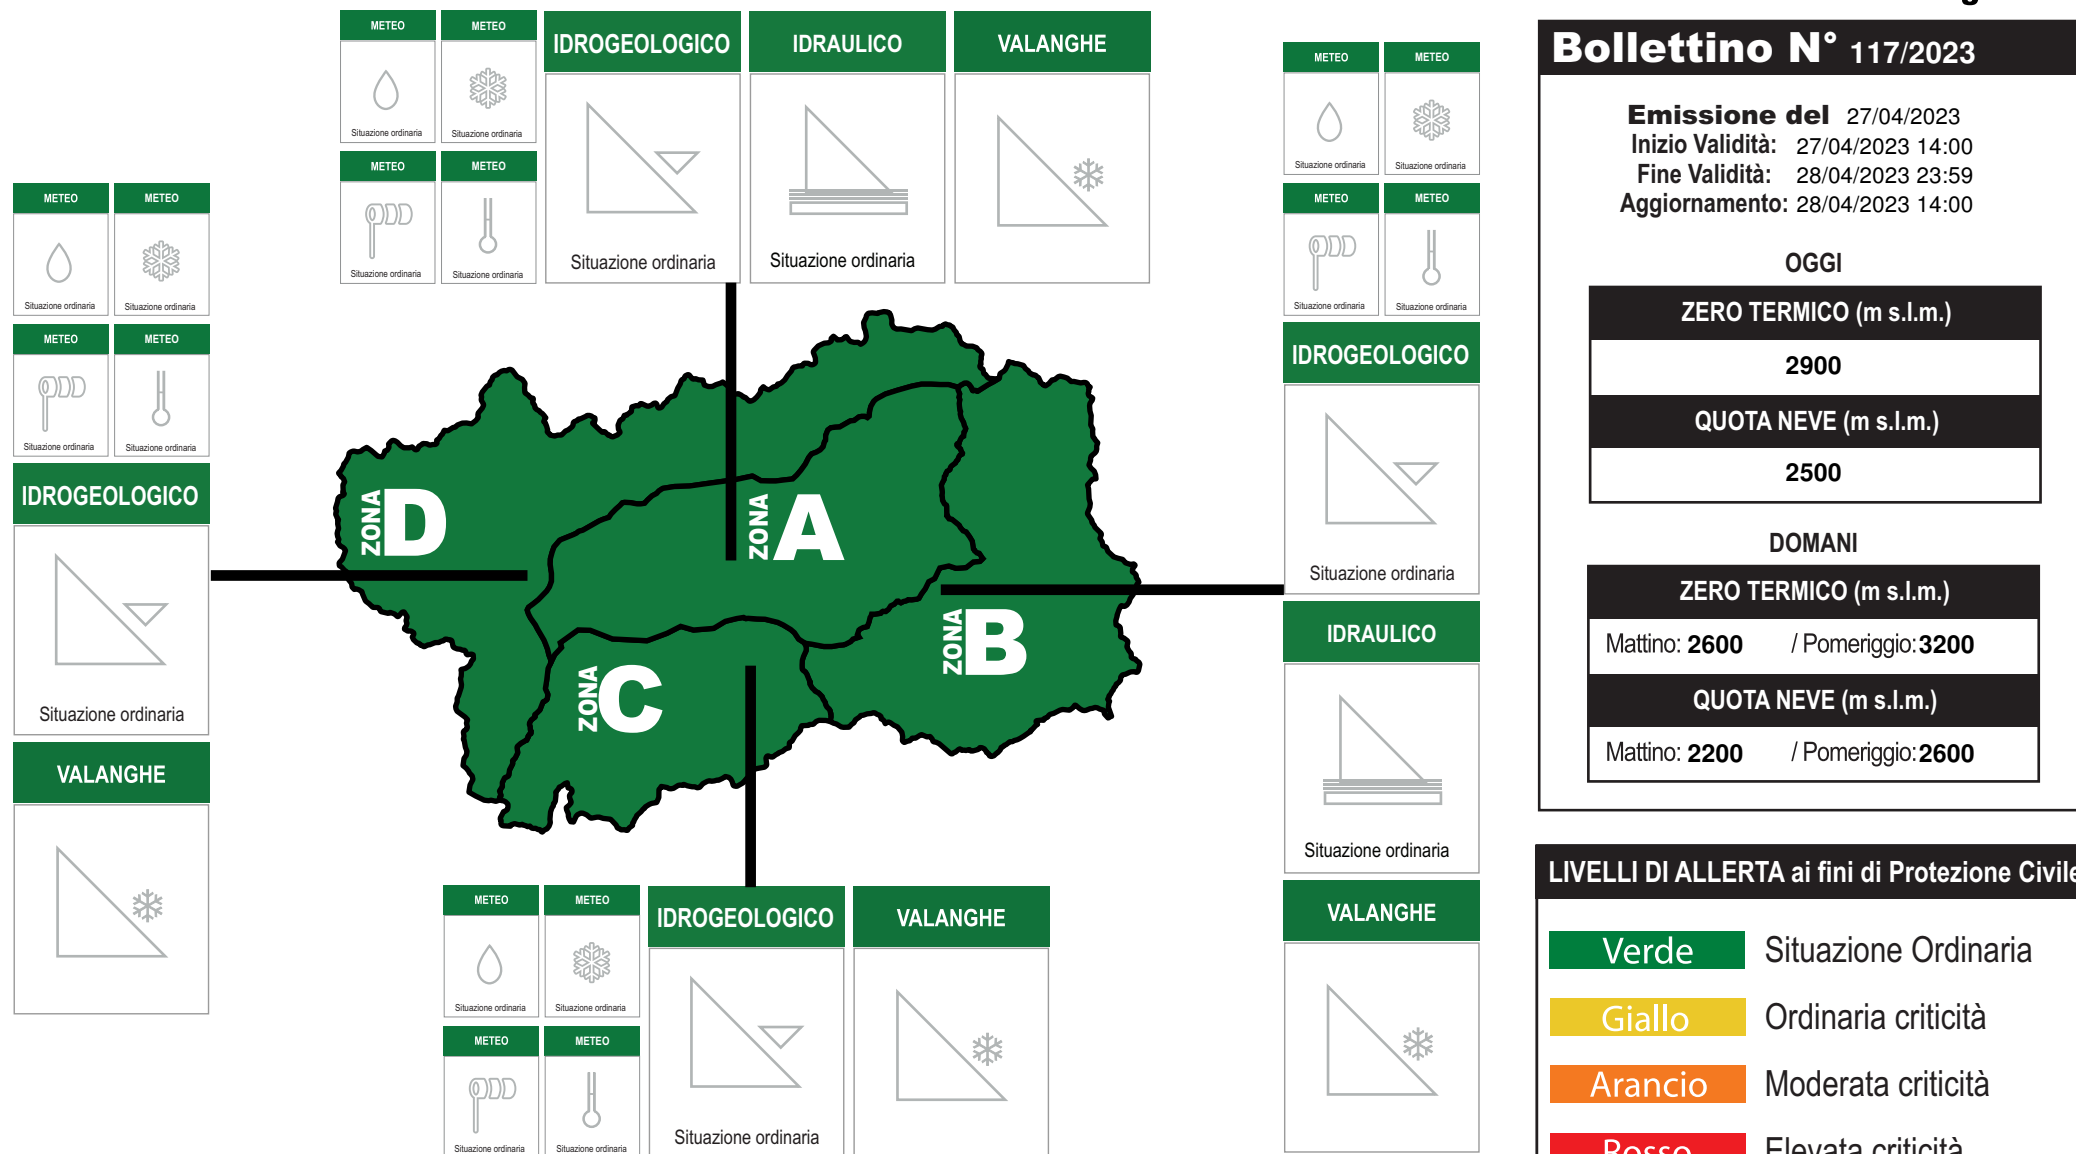 METEO
METEO
Situazione ordinaria
Situazione ordinaria
METEO
METEO
Situazione ordinaria
Situazione ordinaria
IDROGEOLOGICO
Situazione ordinaria
IDRAULICO
Situazione ordinaria
VALANGHE
METEO
METEO
Situazione ordinaria
Situazione ordinaria
METEO
METEO
Situazione ordinaria
Situazione ordinaria
IDROGEOLOGICO
Situazione ordinaria
VALANGHE
ZONA D
ZONA A
ZONA B
ZONA C
METEO
METEO
Situazione ordinaria
Situazione ordinaria
METEO
METEO
Situazione ordinaria
Situazione ordinaria
IDROGEOLOGICO
Situazione ordinaria
IDRAULICO
Situazione ordinaria
VALANGHE
METEO
METEO
Situazione ordinaria
Situazione ordinaria
METEO
METEO
Situazione ordinaria
Situazione ordinaria
IDROGEOLOGICO
Situazione ordinaria
VALANGHE
Bollettino N° 117/2023
Emissione del 27/04/2023
Inizio Validità: 27/04/2023 14:00
Fine Validità: 28/04/2023 23:59
Aggiornamento: 28/04/2023 14:00
OGGI
ZERO TERMICO (m s.l.m.)
2900
QUOTA NEVE (m s.l.m.)
2500
DOMANI
ZERO TERMICO (m s.l.m.)
Mattino: 2600 / Pomeriggio: 3200
QUOTA NEVE (m s.l.m.)
Mattino: 2200 / Pomeriggio: 2600
LIVELLI DI ALLERTA ai fini di Protezione Civile
Verde Situazione Ordinaria
Giallo Ordinaria criticità
Arancio Moderata criticità
Rosso Elevata criticità